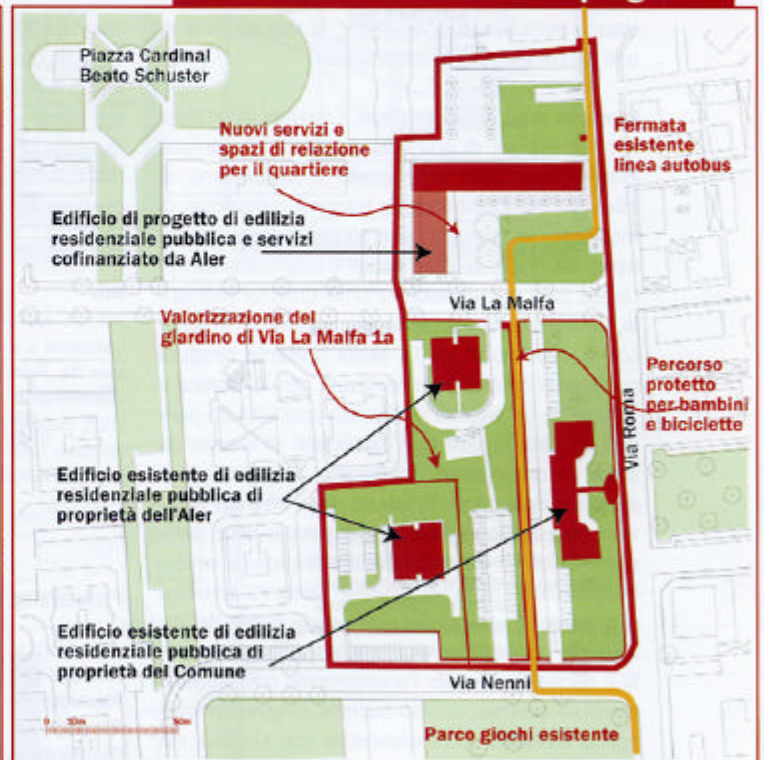 Piazza Cardinal
Beato Schuster
Nuovi servizi e
spazi di relazione
per il quartiere
Fermata
esistente
linea autobus
Edificio di progetto di edilizia
residenziale pubblica e servizi
cofinanziato da Aler
Via La Malfa
Valorizzazione del
giardino di Via La Malfa 1a
Percorso
protetto
per bambini
e biciclette
Via Roma
Edificio esistente di edilizia
residenziale pubblica di
proprietà dell'Aler
Edificio esistente di edilizia
residenziale pubblica di
proprietà del Comune
Via Nenni
Parco giochi esistente